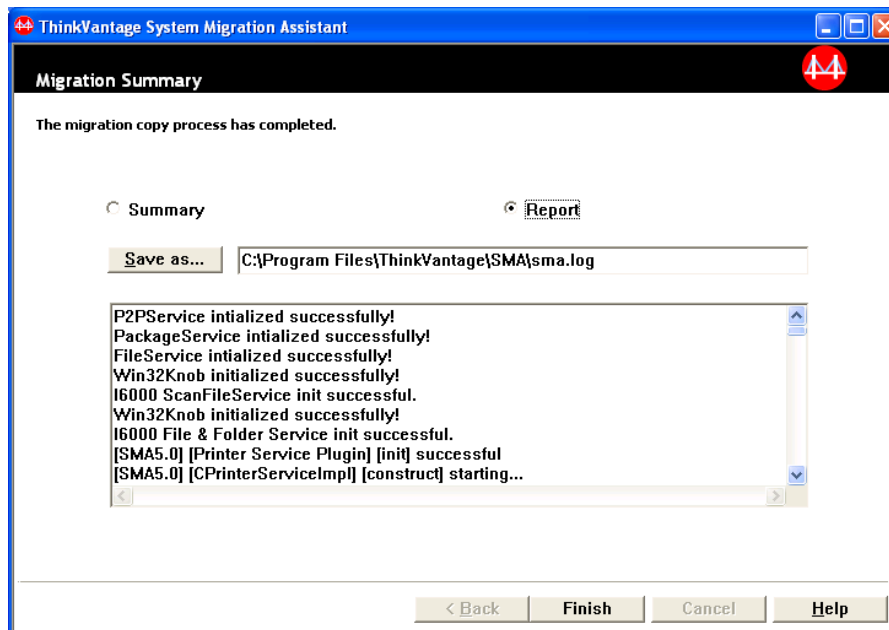 ThinkVantage System Migration Assistant
Migration Summary
The migration copy process has completed.
Summary
Report
Save as...
C:\Program Files\ThinkVantage\SMA\sma.log
P2PService intialized successfully!
PackageService intialized successfully!
FileService intialized successfully!
Win32Knob initialized successfully!
I6000 ScanFileService init successful.
Win32Knob initialized successfully!
I6000 File & Folder Service init successful.
[SMA5.0] [Printer Service Plugin] [init] successful
[SMA5.0] [CPrinterServiceImpl] [construct] starting...
< Back
Finish
Cancel
Help